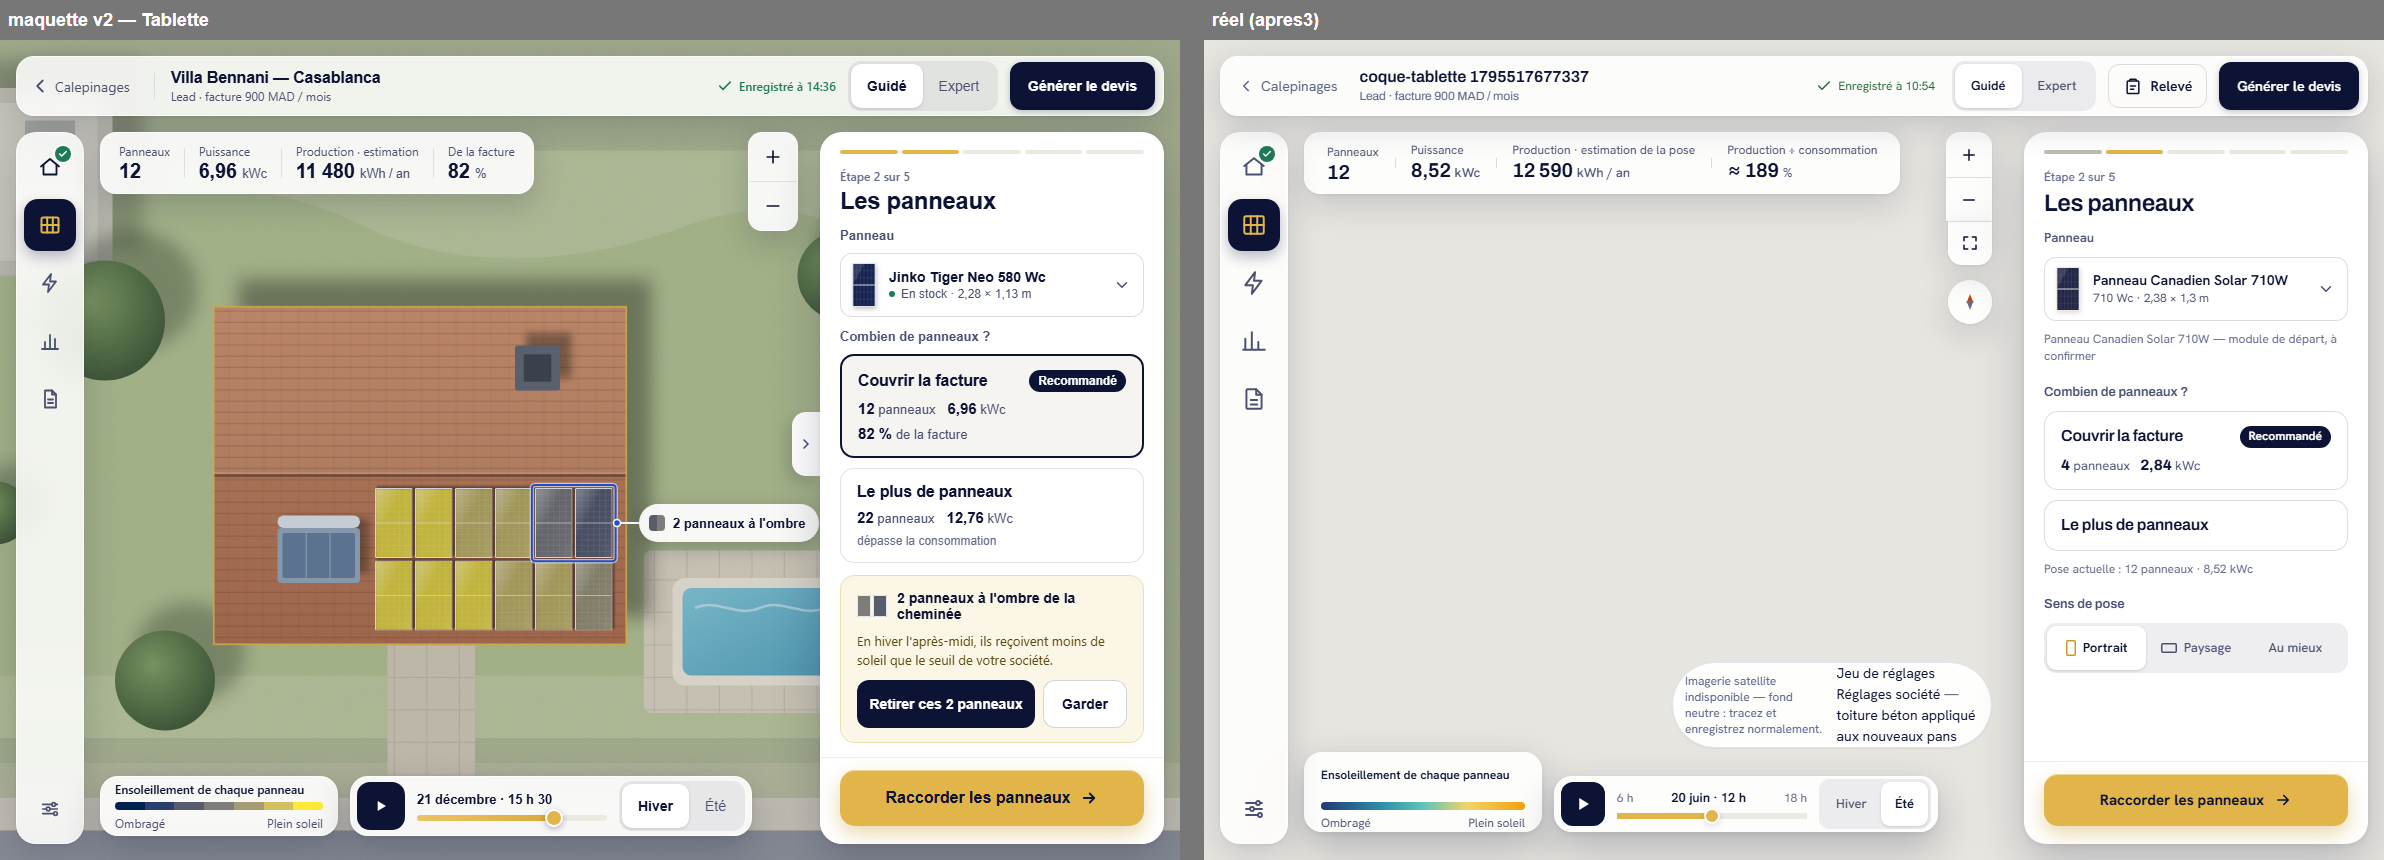 maquette v2 — Tablette
Calepinages
Villa Bennani — Casablanca
Lead · facture 900 MAD / mois
Enregistré à 14:36
Guidé
Expert
Générer le devis
Panneaux
12
Puissance
6,96 kWc
Production · estimation
11 480 kWh / an
De la facture
82 %
+
−
Étape 2 sur 5
Les panneaux
Panneau
Jinko Tiger Neo 580 Wc
En stock · 2,28 × 1,13 m
Combien de panneaux ?
Couvrir la facture
Recommandé
12 panneaux 6,96 kWc
82 % de la facture
Le plus de panneaux
22 panneaux 12,76 kWc
dépasse la consommation
2 panneaux à l'ombre
2 panneaux à l'ombre de la
cheminée
En hiver l'après-midi, ils reçoivent moins de
soleil que le seuil de votre société.
Retirer ces 2 panneaux
Garder
Raccorder les panneaux →
Ensoleillement de chaque panneau
Ombragé
Plein soleil
21 décembre · 15 h 30
Hiver
Été
réel (apres3)
Calepinages
coque-tablette 1795517677337
Lead · facture 900 MAD / mois
Enregistré à 10:54
Guidé
Expert
Relevé
Générer le devis
Panneaux
12
Puissance
8,52 kWc
Production · estimation de la pose
12 590 kWh / an
Production ÷ consommation
≈ 189 %
+
−
Étape 2 sur 5
Les panneaux
Panneau
Panneau Canadien Solar 710W
710 Wc · 2,38 × 1,3 m
Panneau Canadien Solar 710W — module de départ, à
confirmer
Combien de panneaux ?
Couvrir la facture
Recommandé
4 panneaux 2,84 kWc
Le plus de panneaux
Pose actuelle : 12 panneaux · 8,52 kWc
Sens de pose
Portrait
Paysage
Au mieux
Imagerie satellite
indisponible — fond
neutre : tracez et
enregistrez normalement.
Jeu de réglages
Réglages société —
toiture béton appliqué
aux nouveaux pans
Raccorder les panneaux →
Ensoleillement de chaque panneau
Ombragé
Plein soleil
6 h
20 juin · 12 h
18 h
Hiver
Été